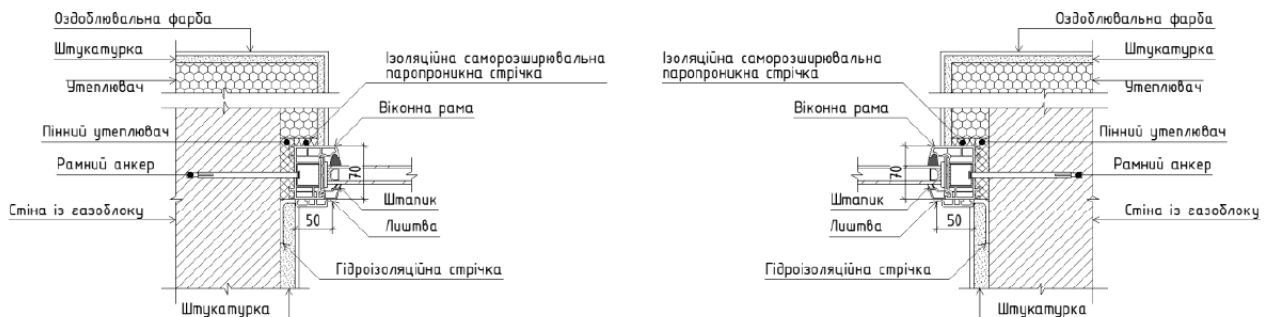 Оздоблювальна фарба
Штукатурка
Утеплювач
Ізоляційна саморозширювальна
паропроникна стрічка
Віконна рама
Пінний утеплювач
Рамний анкер
70
Штапик
Стіна із газоблоку
50
Лиштва
Гідроізоляційна стрічка
Штукатурка
Оздоблювальна фарба
Штукатурка
Ізоляційна саморозширювальна
паропроникна стрічка
Утеплювач
Віконна рама
Пінний утеплювач
Рамний анкер
70
Штапик
Стіна із газоблоку
50
Лиштва
Гідроізоляційна стрічка
Штукатурка